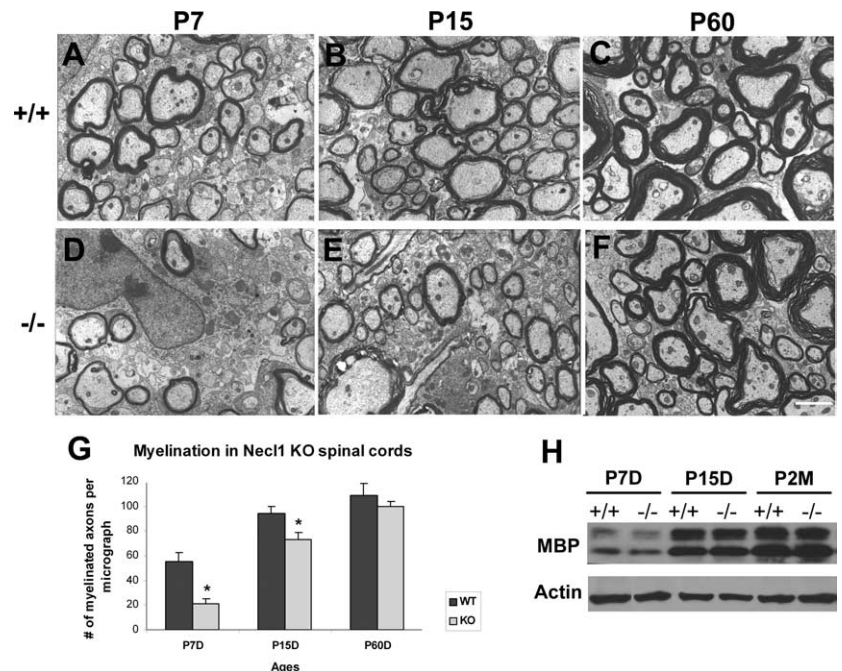 P7 P15 P60
A B C
+/+
D E F
-/-
G Myelination in Necl1 KO spinal cords
# of myelinated axons per
micrograph
120
100
80
60
40
20
0
* *
P7D P15D P60D
Ages
WT
KO
H
P7D P15D P2M
+/+ -/- +/+ -/- +/+ -/-
MBP
Actin